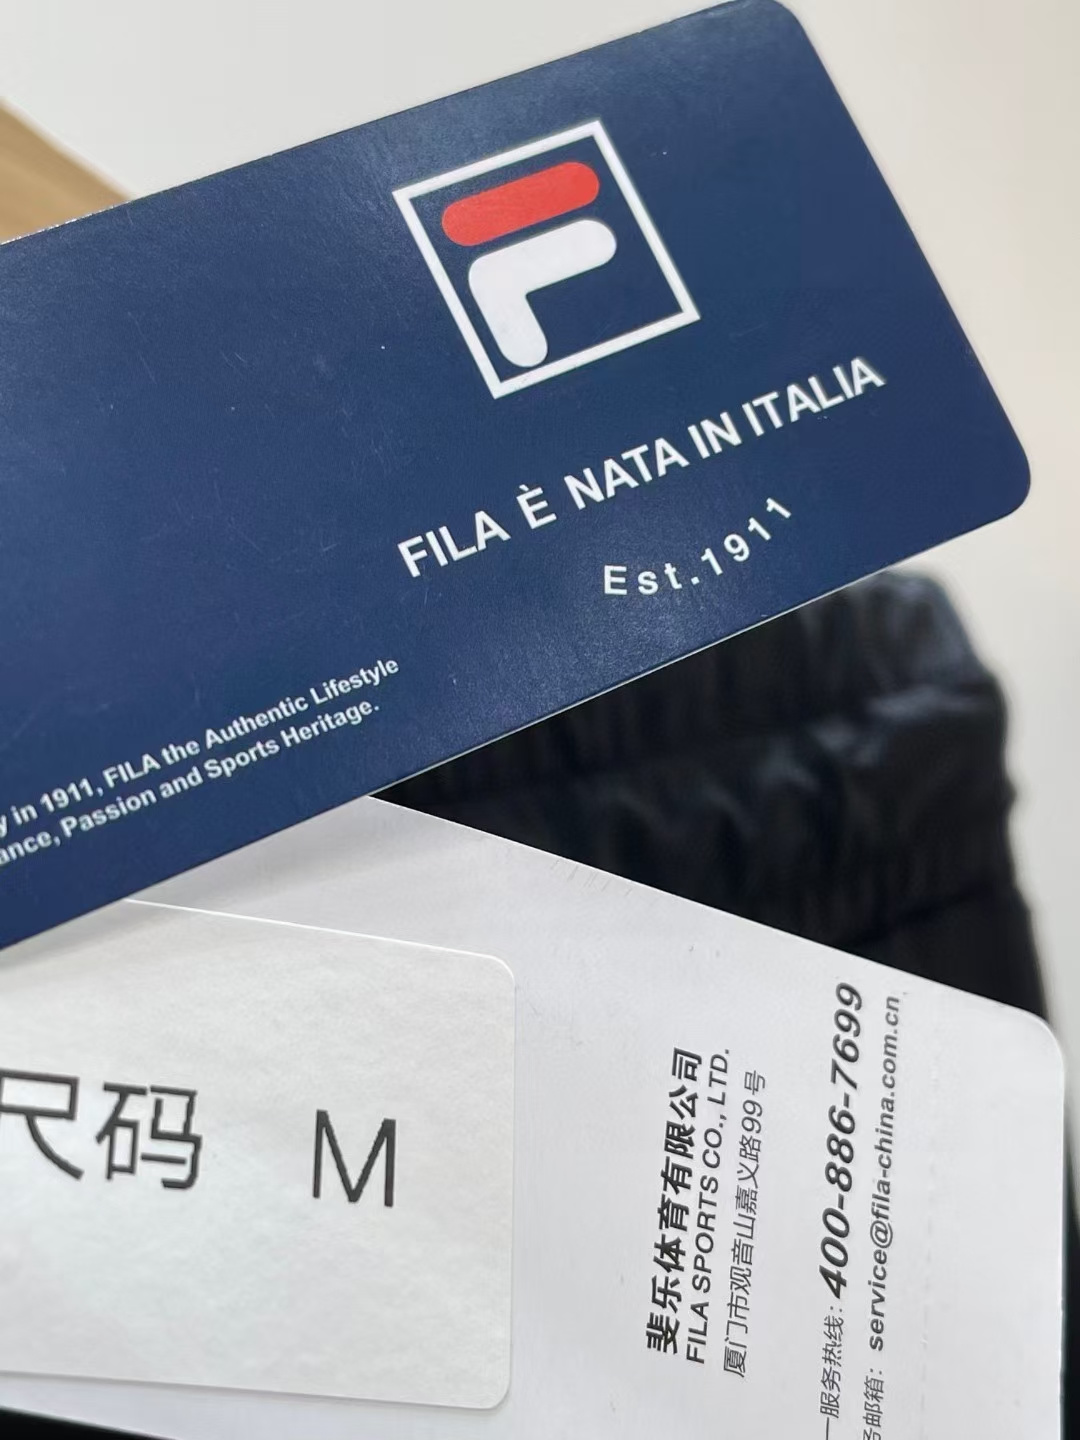 FILA È NATA IN ITALIA
Est.1911
in 1911, FILA the Authentic Lifestyle
Passion and Sports Heritage.
尺码 M
斐乐体育有限公司
FILA SPORTS CO., LTD.
厦门市观音山嘉义路99号
服务热线: 400-886-7699
邮箱: service@fila-china.com.cn